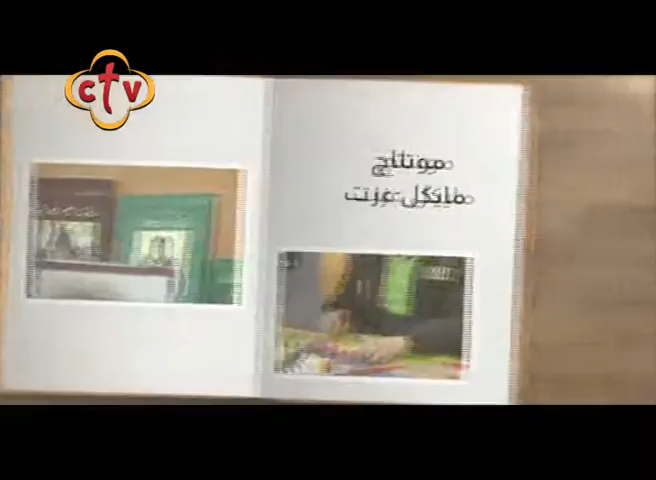 ctv
مونتاج
مايكل عزت